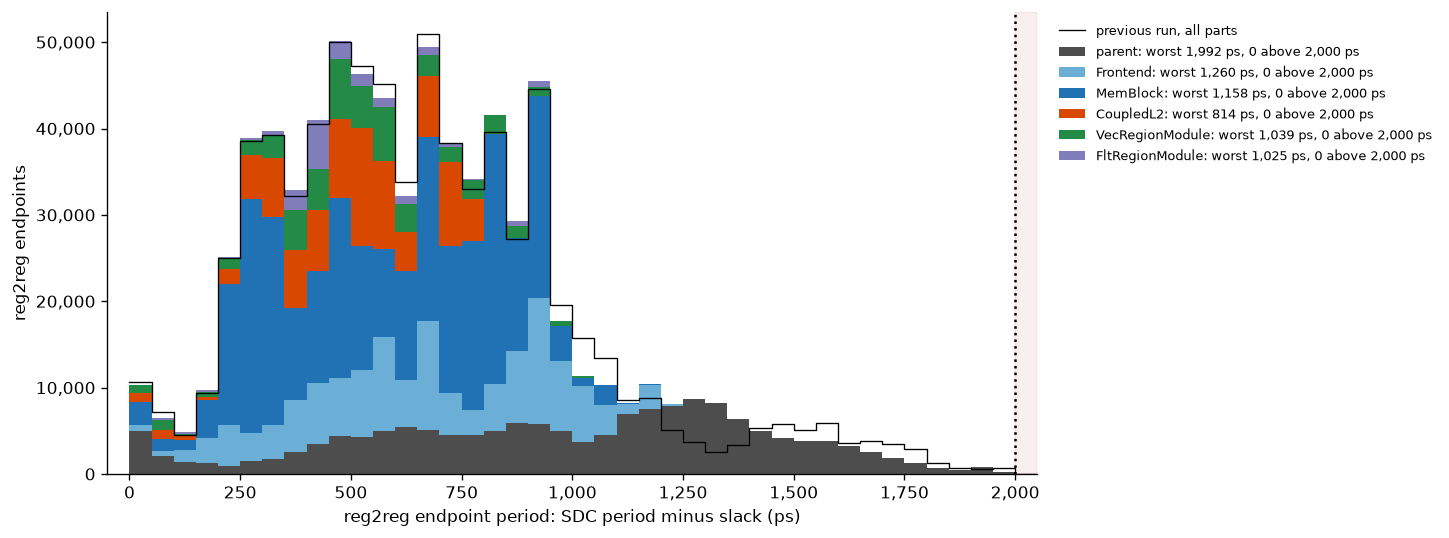 previous run, all parts
parent: worst 1,992 ps, 0 above 2,000 ps
Frontend: worst 1,260 ps, 0 above 2,000 ps
MemBlock: worst 1,158 ps, 0 above 2,000 ps
CoupledL2: worst 814 ps, 0 above 2,000 ps
VecRegionModule: worst 1,039 ps, 0 above 2,000 ps
FltRegionModule: worst 1,025 ps, 0 above 2,000 ps
reg2reg endpoints
50,000
40,000
30,000
20,000
10,000
0
0 250 500 750 1,000 1,250 1,500 1,750 2,000
reg2reg endpoint period: SDC period minus slack (ps)